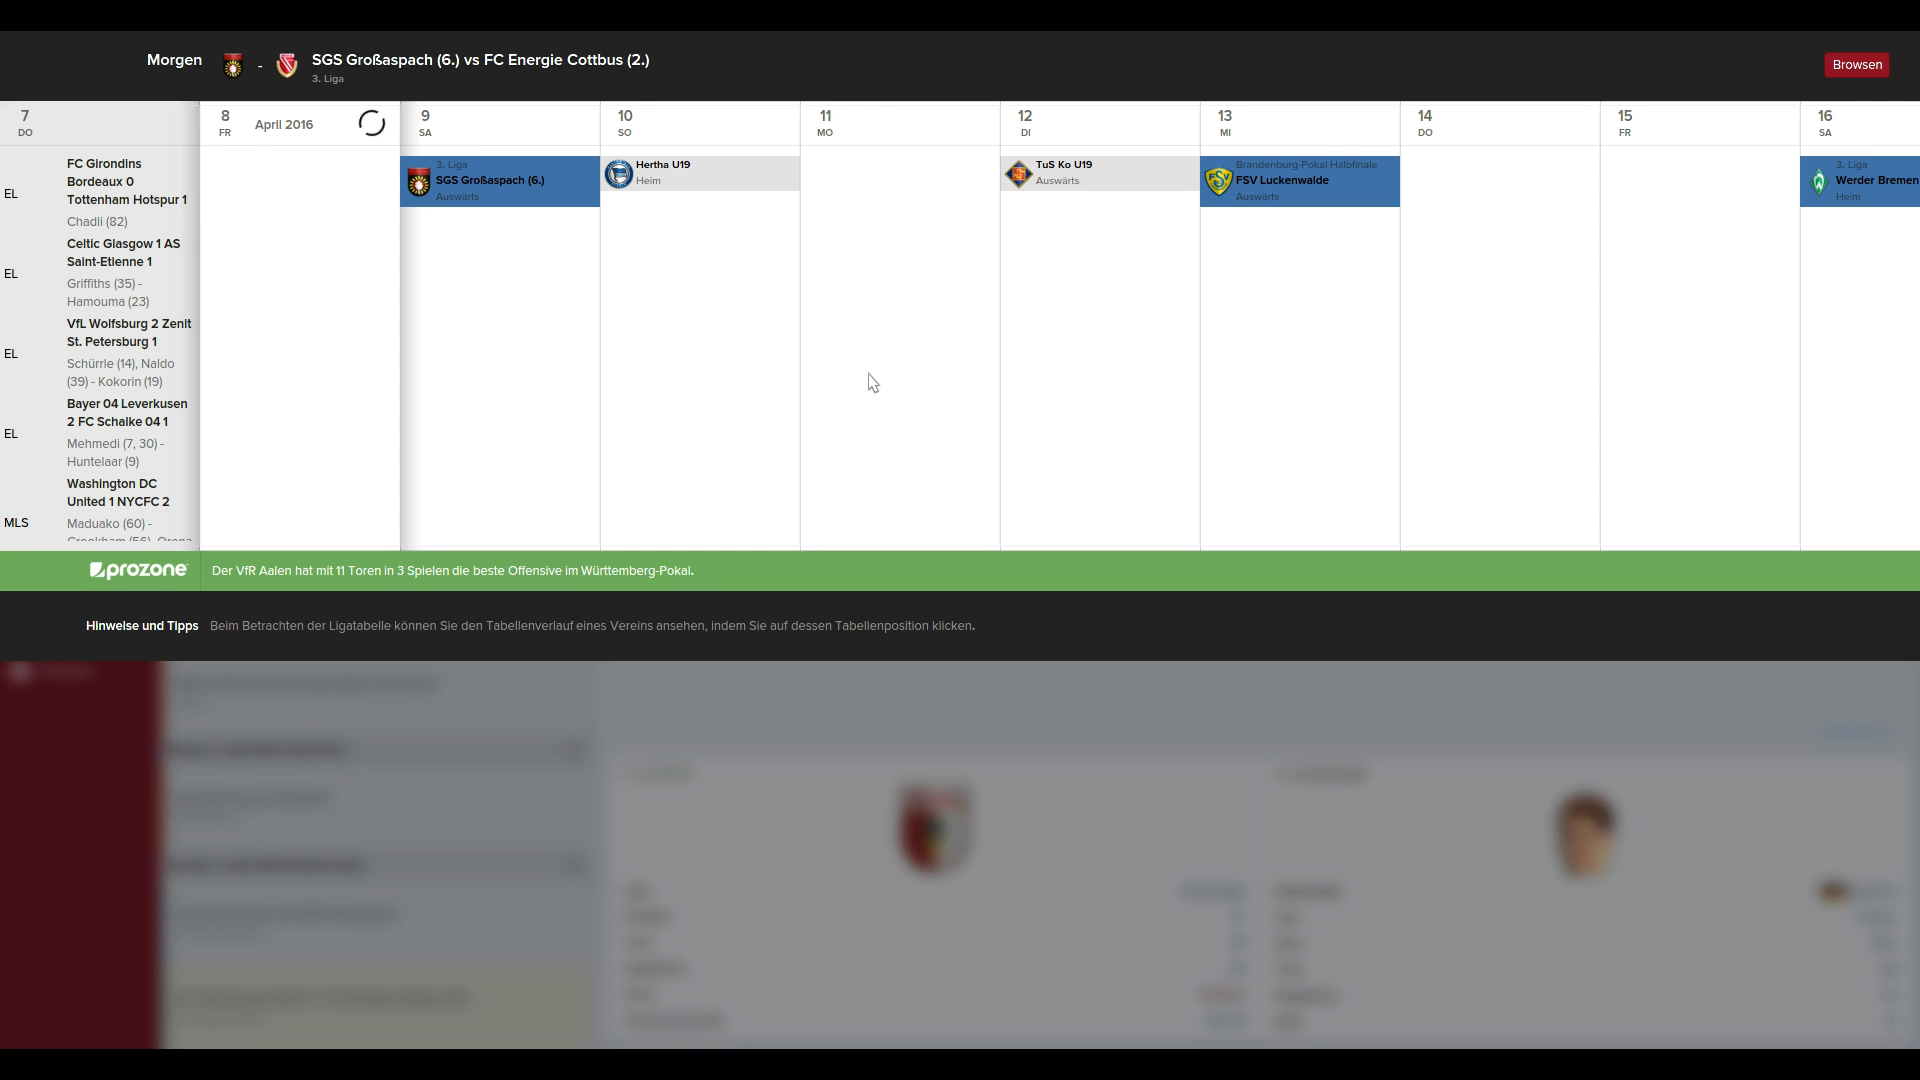 Morgen - SGS Großaspach (6.) vs FC Energie Cottbus (2.)
3. Liga
Browsen
7
DO
8
FR
April 2016
9
SA
10
SO
11
MO
12
DI
13
MI
14
DO
15
FR
16
SA
EL
FC Girondins
Bordeaux 0
Tottenham Hotspur 1
Chadli (82)
EL
Celtic Glasgow 1 AS
Saint-Etienne 1
Griffiths (35) -
Hamouma (23)
EL
VfL Wolfsburg 2 Zenit
St. Petersburg 1
Schürrle (14), Naldo
(39) - Kokorin (19)
EL
Bayer 04 Leverkusen
2 FC Schalke 04 1
Mehmedi (7, 30) -
Huntelaar (9)
MLS
Washington DC
United 1 NYCFC 2
Maduako (60) -
3. Liga
SGS Großaspach (6.)
Auswärts
Hertha U19
Heim
TuS Ko U19
Auswärts
Brandenburg-Pokal Halbfinale
FSV Luckenwalde
Auswärts
3. Liga
Werder Bremen
Heim
prozone
Der VfR Aalen hat mit 11 Toren in 3 Spielen die beste Offensive im Württemberg-Pokal.
Hinweise und Tipps Beim Betrachten der Ligatabelle können Sie den Tabellenverlauf eines Vereins ansehen, indem Sie auf dessen Tabellenposition klicken.